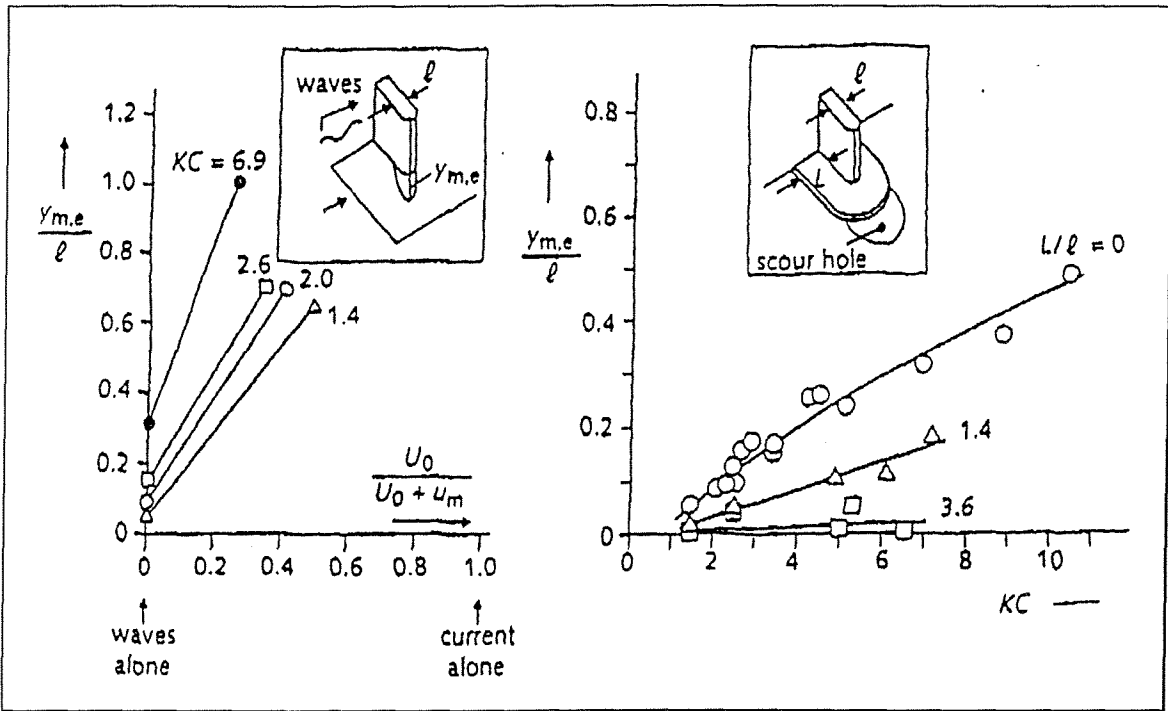 waves
ℓ
y_m,e
1.2
1.0
0.8
0.6
0.4
0.2
0
y_m,e
ℓ
KC = 6.9
2.6
2.0
1.4
U_0
U_0 + u_m
0 0.2 0.4 0.6 0.8 1.0
waves
alone
current
alone
ℓ
L
scour hole
0.8
0.6
0.4
0.2
0
y_m,e
ℓ
L/ℓ = 0
1.4
3.6
0 2 4 6 8 10
KC